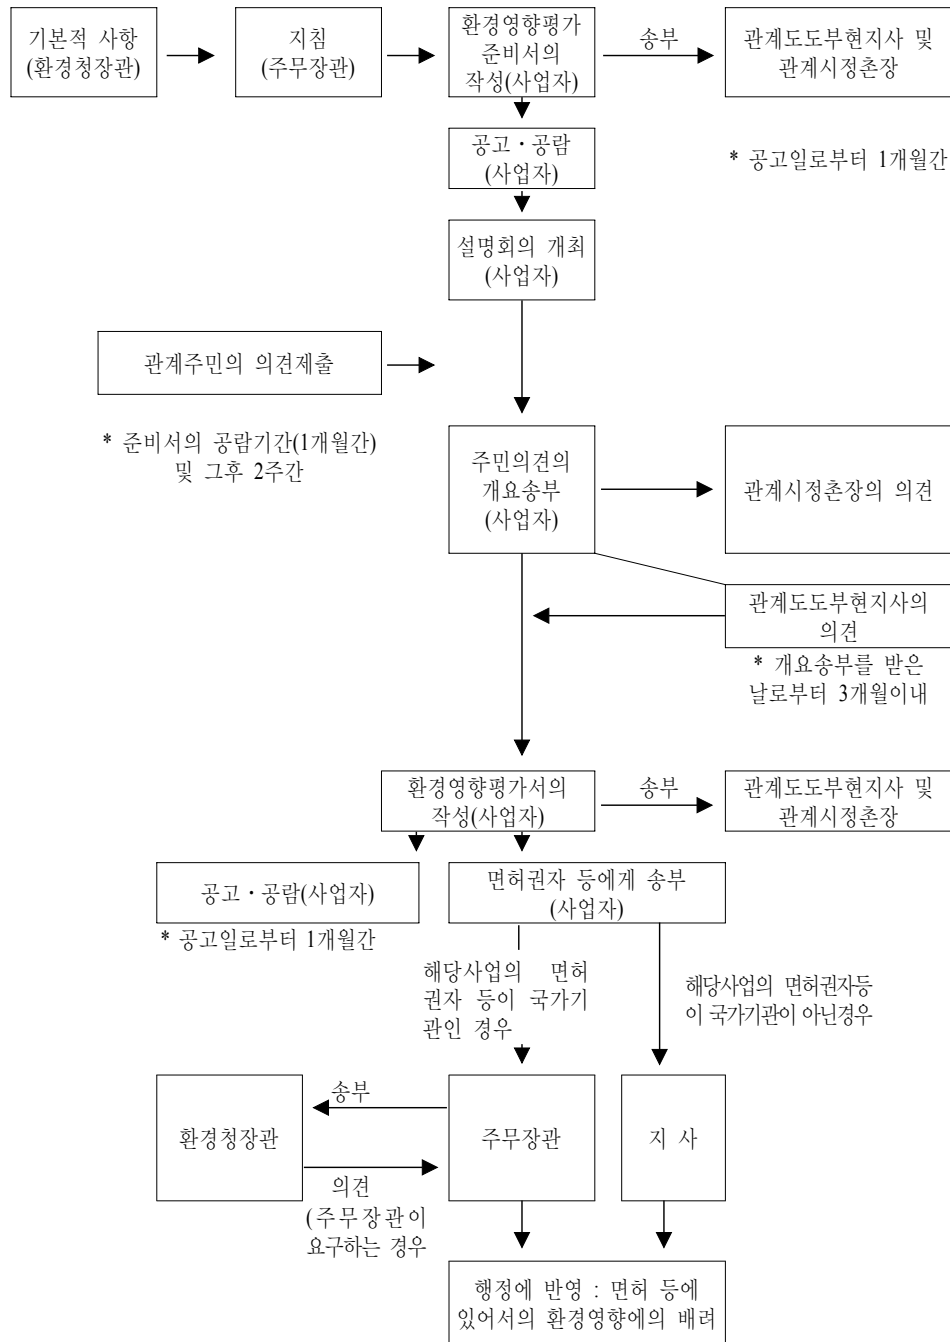 기본적 사항
(환경청장관)
지침
(주무장관)
환경영향평가
준비서의
작성(사업자)
송부
관계도도부현지사 및
관계시정촌장
공고・공람
(사업자)
* 공고일로부터 1개월간
설명회의 개최
(사업자)
관계주민의 의견제출
* 준비서의 공람기간(1개월간)
및 그후 2주간
주민의견의
개요송부
(사업자)
관계시정촌장의 의견
관계도도부현지사의
의견
* 개요송부를 받은
날로부터 3개월이내
환경영향평가서의
작성(사업자)
송부
관계도도부현지사 및
관계시정촌장
공고・공람(사업자)
* 공고일로부터 1개월간
면허권자 등에게 송부
(사업자)
해당사업의 면허
권자 등이 국가기
관인 경우
해당사업의 면허권자등
이 국가기관이 아닌경우
환경청장관
송부
의견
(주무장관이
요구하는 경우
주무장관
지 사
행정에 반영 : 면허 등에
있어서의 환경영향에의 배려